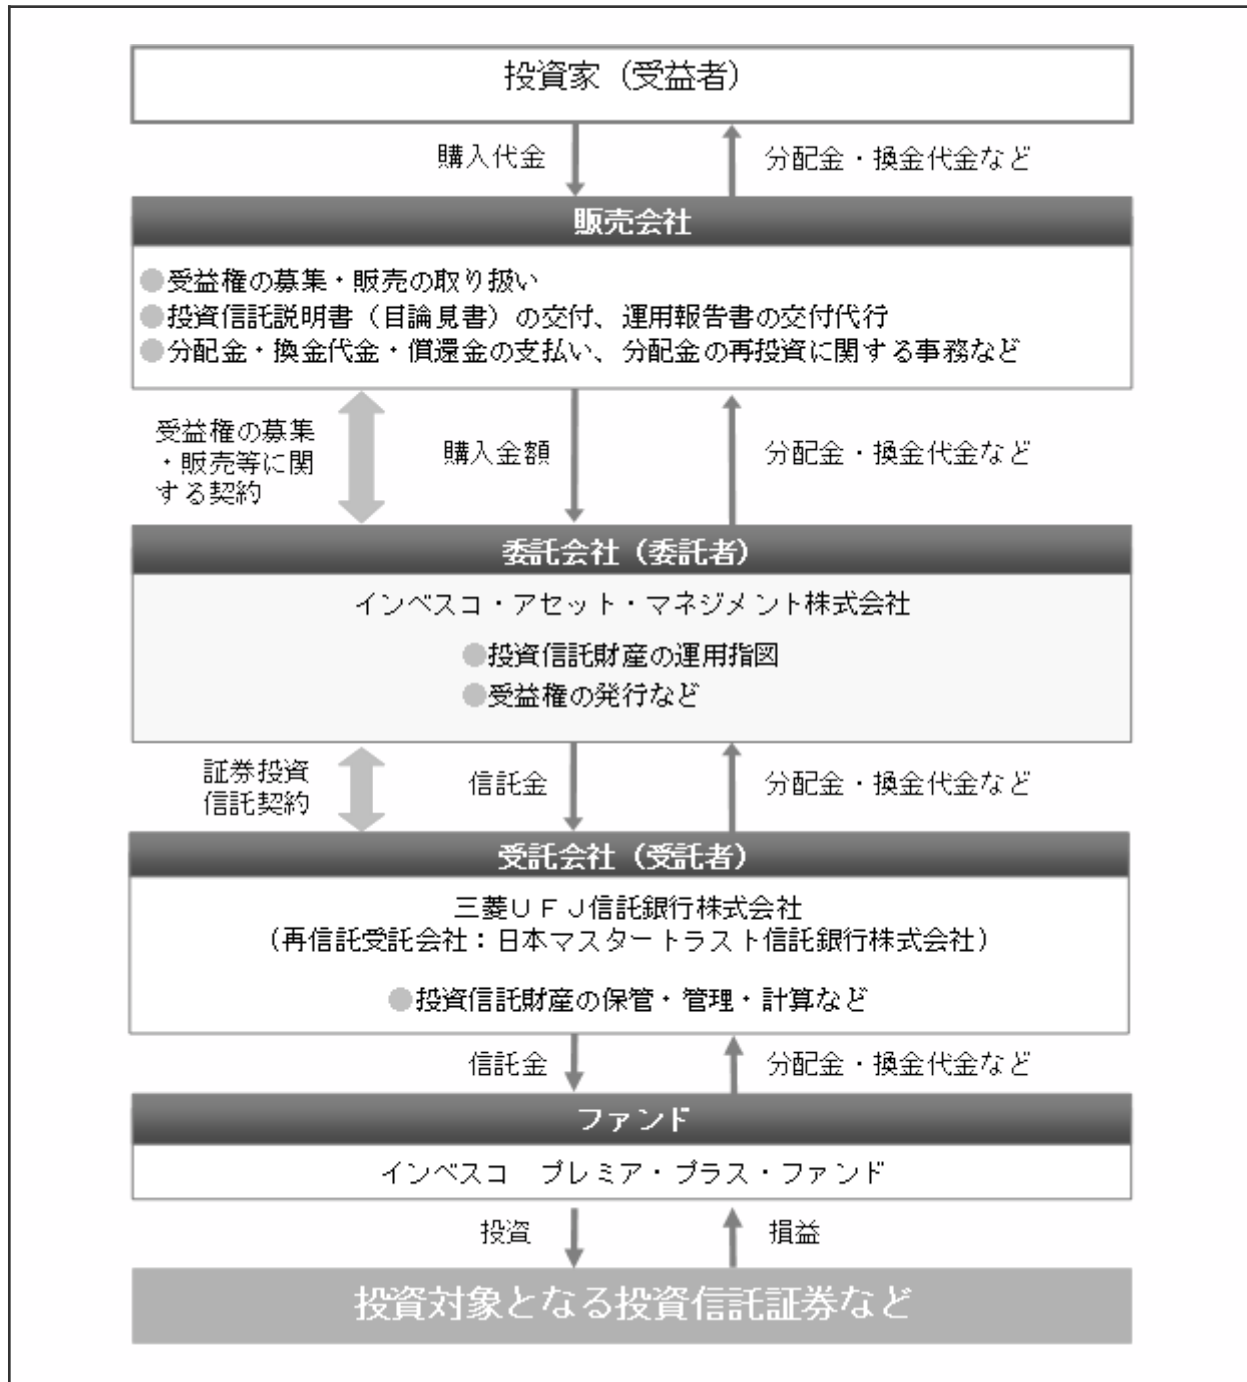 投資家（受益者）
購入代金
分配金・換金代金など
販売会社
●受益権の募集・販売の取り扱い
●投資信託説明書（目論見書）の交付、運用報告書の交付代行
●分配金・換金代金・償還金の支払い、分配金の再投資に関する事務など
受益権の募集
・販売等に関
する契約
購入金額
分配金・換金代金など
委託会社（委託者）
インベスコ・アセット・マネジメント株式会社
●投資信託財産の運用指図
●受益権の発行など
証券投資
信託契約
信託金
分配金・換金代金など
受託会社（受託者）
三菱ＵＦＪ信託銀行株式会社
（再信託受託会社：日本マスタートラスト信託銀行株式会社）
●投資信託財産の保管・管理・計算など
信託金
分配金・換金代金など
ファンド
インベスコ　プレミア・プラス・ファンド
投資
損益
投資対象となる投資信託証券など